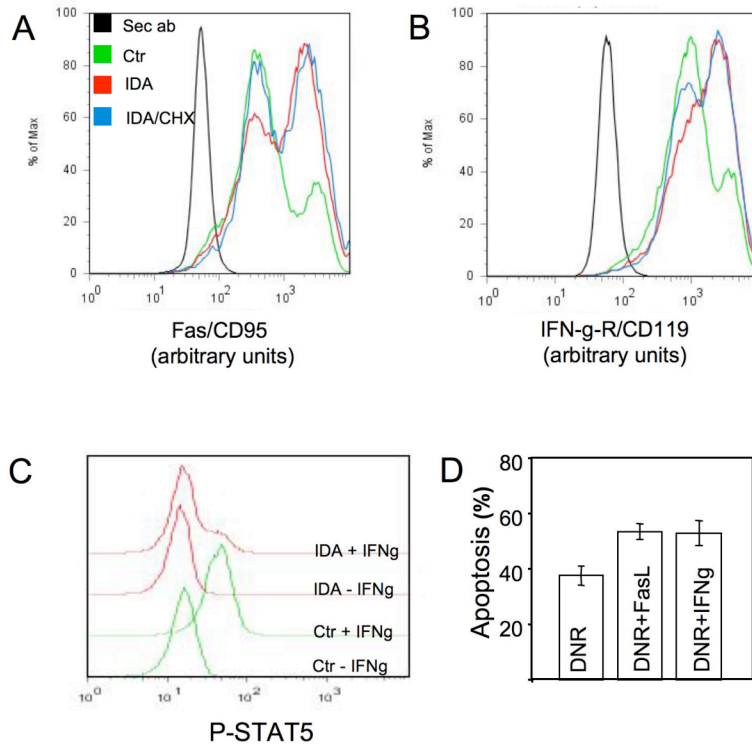 A
Sec ab
Ctr
IDA
IDA/CHX
% of Max
100
80
60
40
20
0
10^0 10^1 10^2 10^3
Fas/CD95
(arbitrary units)
B
% of Max
100
80
60
40
20
0
10^0 10^1 10^2 10^3
IFN-g-R/CD119
(arbitrary units)
C
IDA + IFNg
IDA - IFNg
Ctr + IFNg
Ctr - IFNg
10^0 10^1 10^2 10^3
P-STAT5
D
Apoptosis (%)
80
60
40
20
DNR
DNR+FasL
DNR+IFNg